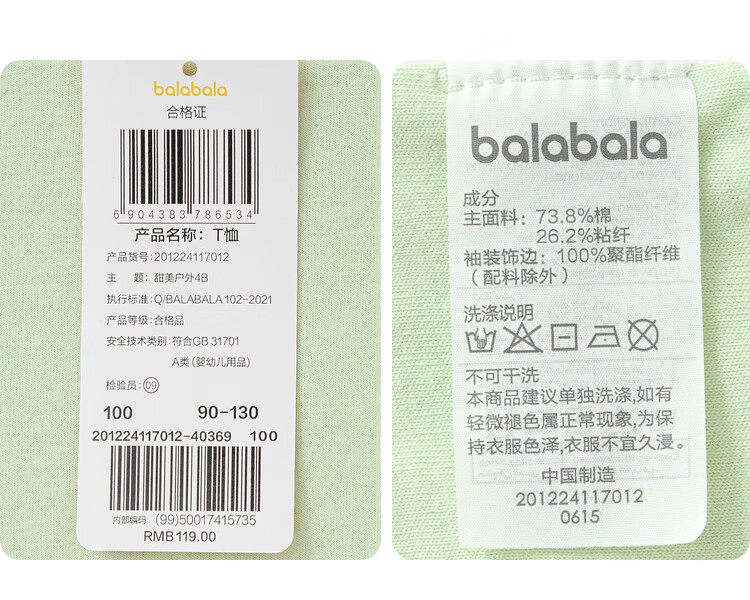 balabala
合格证
6 904383 786534
产品名称：T恤
产品货号:201224117012
主　题：甜美户外4B
执行标准:Q/BALABALA 102-2021
产品等级:合格品
安全技术类别:符合GB 31701
A类 (婴幼儿用品)
检验员:09
100 90-130
201224117012-40369 100
内部编码 (99)50017415735
RMB119.00
balabala
成分
主面料：73.8%棉
26.2%粘纤
袖装饰边：100%聚酯纤维
（配料除外）
洗涤说明
不可干洗
本商品建议单独洗涤,如有
轻微褪色属正常现象,为保
持衣服色泽,衣服不宜久浸。
中国制造
201224117012
0615